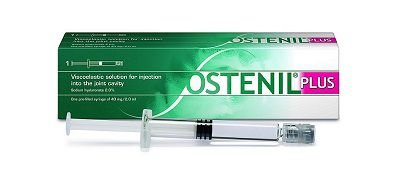 Viscoelastic solution for injection
into the joint cavity
Sodium hyaluronate 2.0%
One pre-filled syringe of 40 mg / 2.0 ml
OSTENIL® PLUS